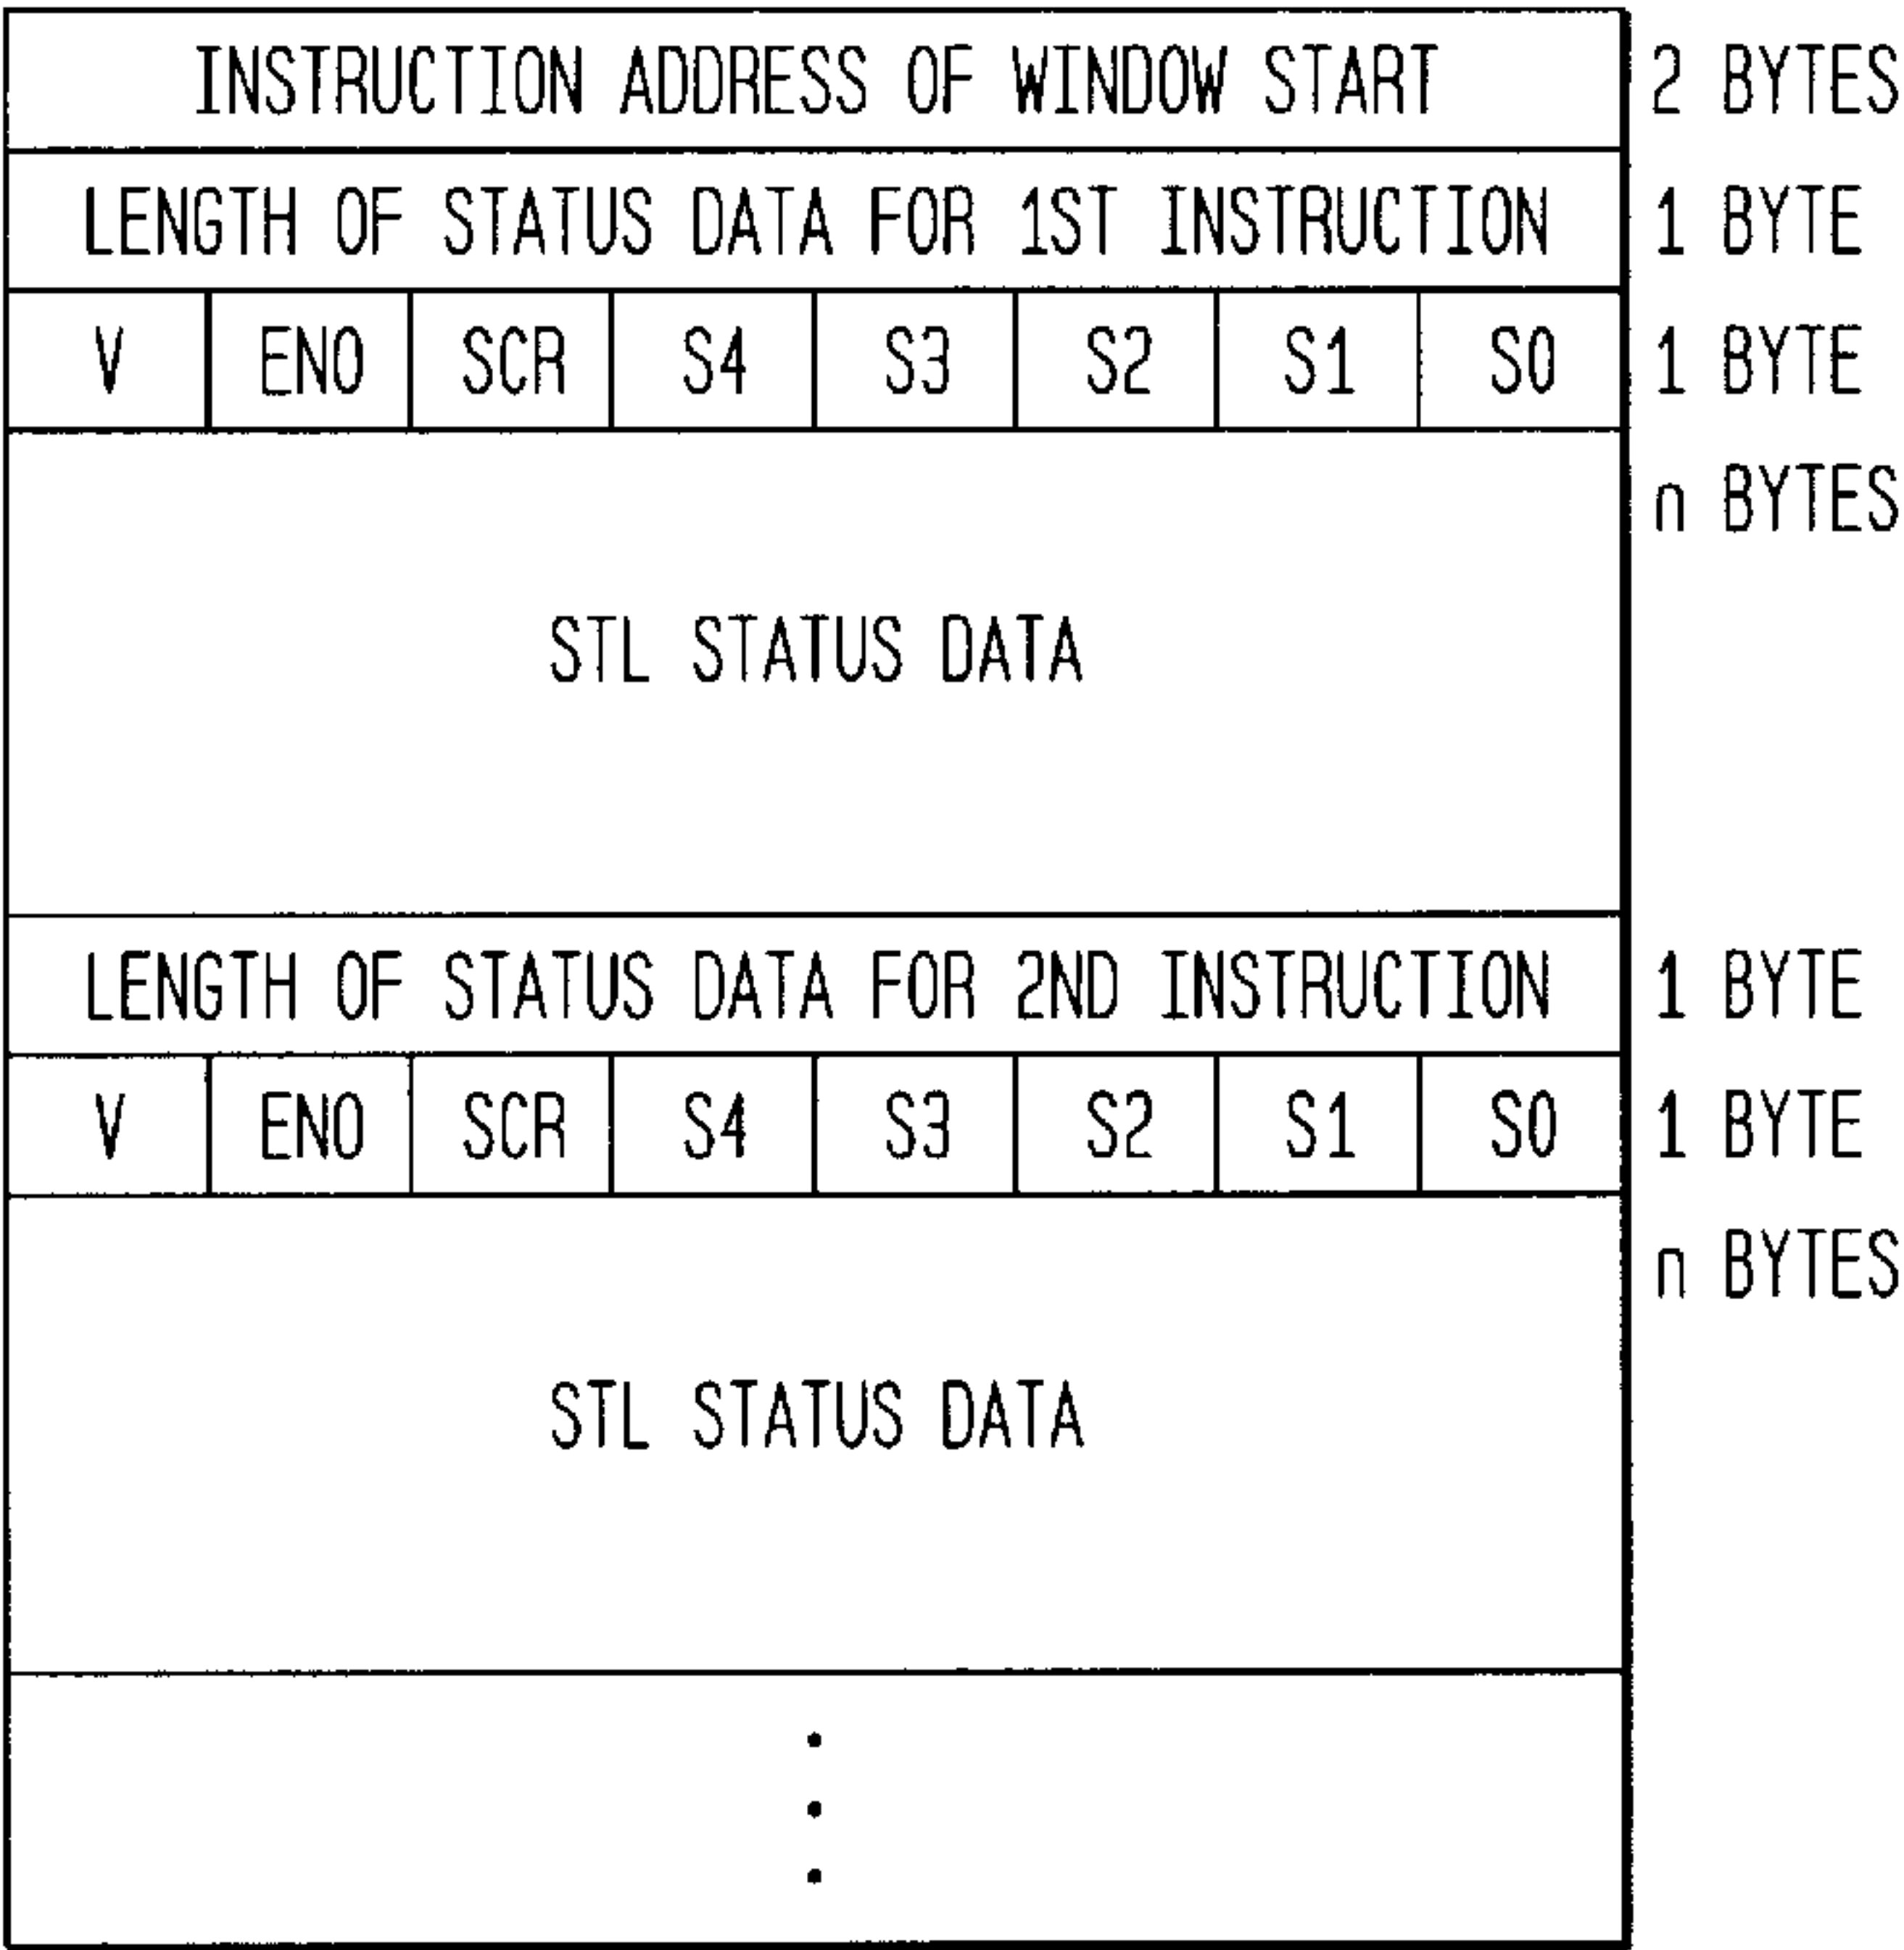 INSTRUCTION ADDRESS OF WINDOW START 2 BYTES
LENGTH OF STATUS DATA FOR 1ST INSTRUCTION 1 BYTE
V ENO SCR S4 S3 S2 S1 S0 1 BYTE
n BYTES
STL STATUS DATA
LENGTH OF STATUS DATA FOR 2ND INSTRUCTION 1 BYTE
V ENO SCR S4 S3 S2 S1 S0 1 BYTE
n BYTES
STL STATUS DATA